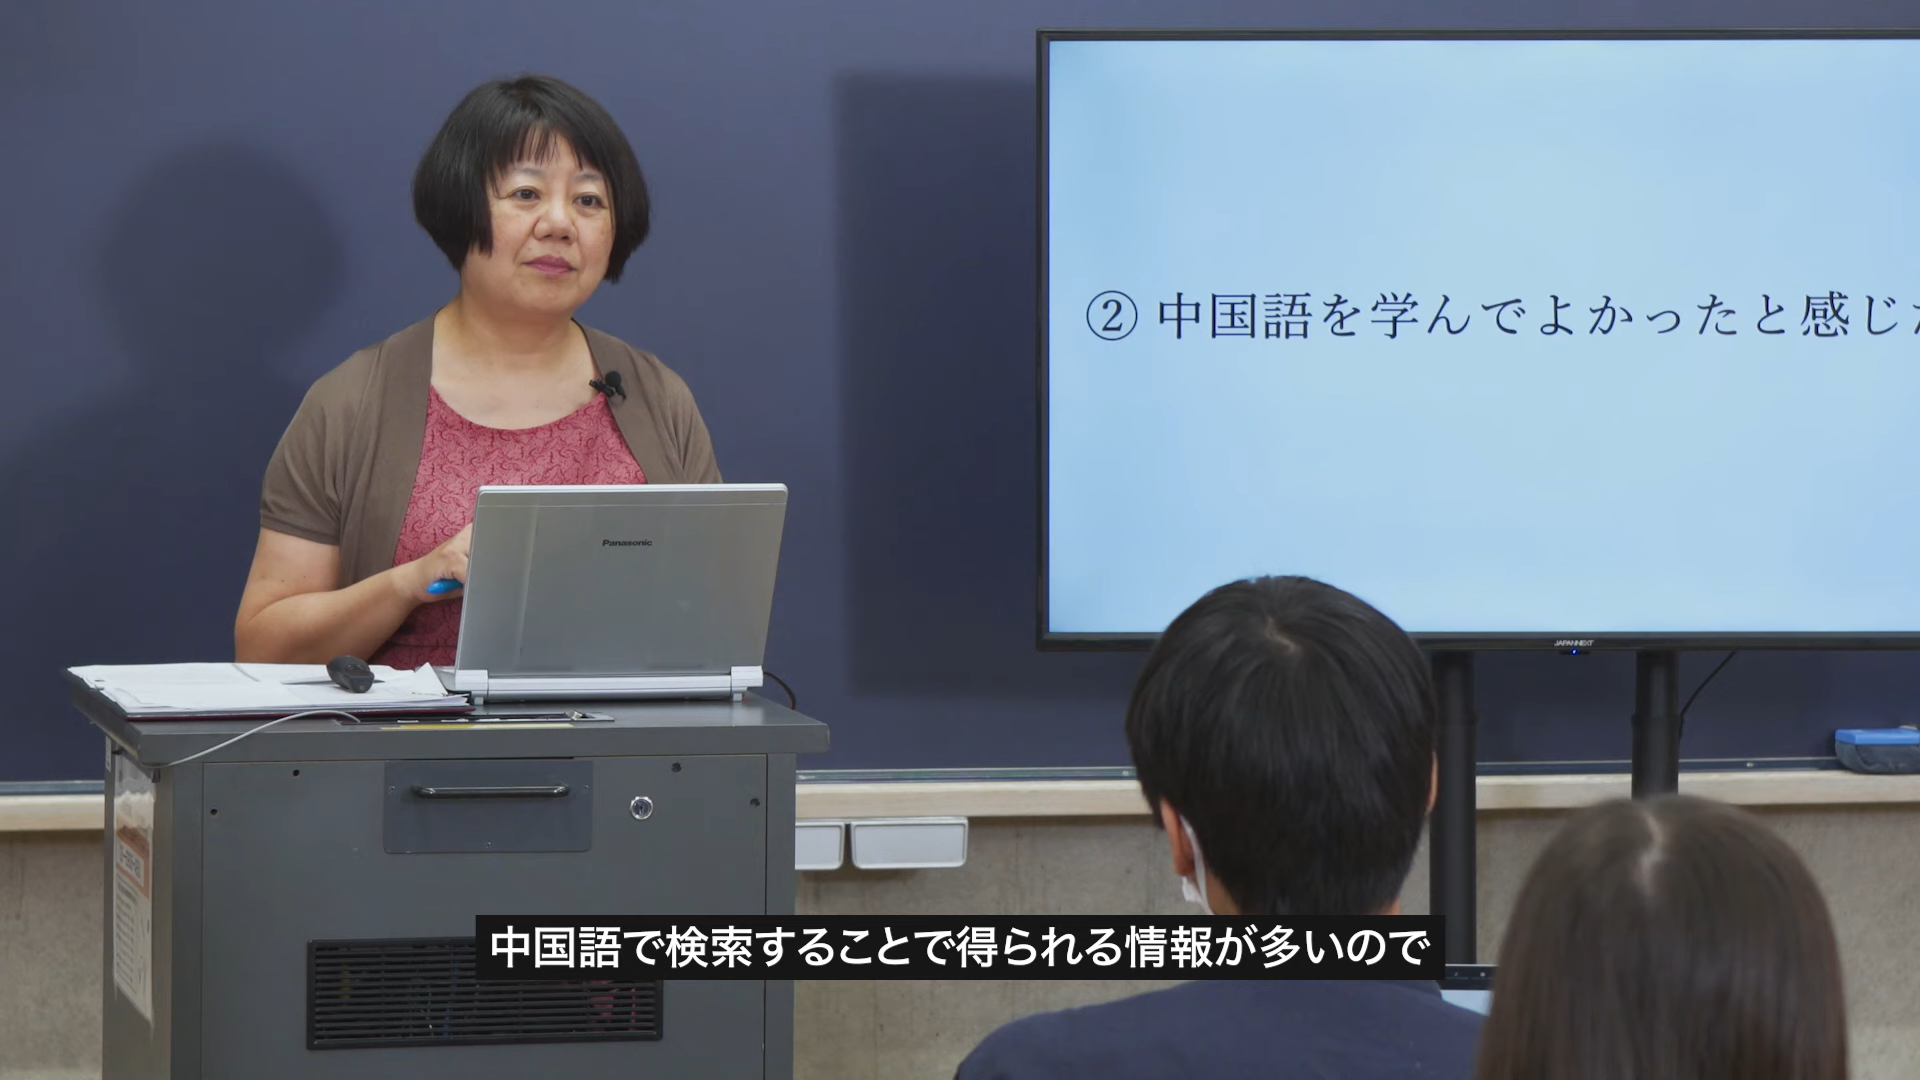 ② 中国語を学んでよかったと感じ
Panasonic
JAPANNEXT
中国語で検索することで得られる情報が多いので